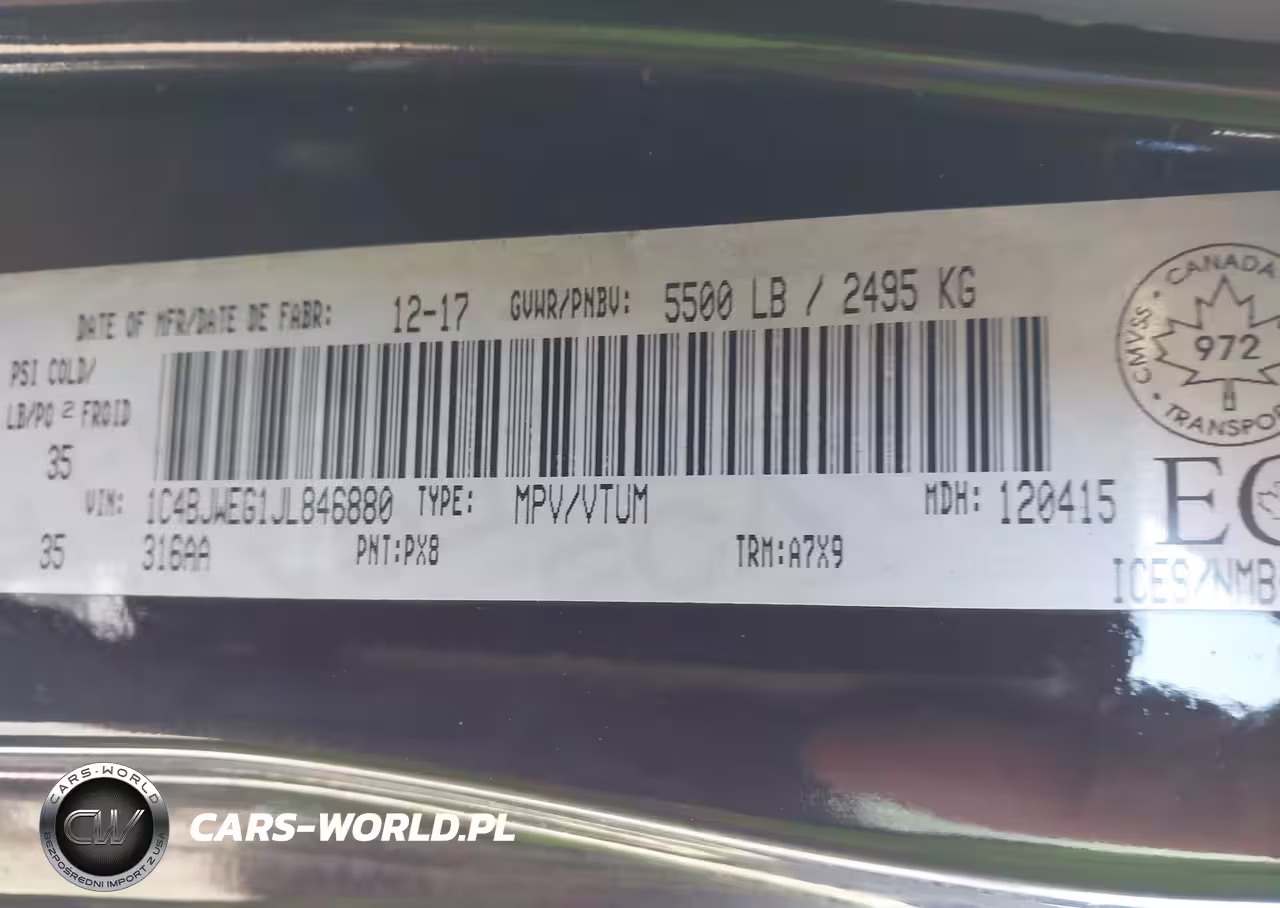 DATE OF MFR/DATE DE FABR: 12-17 GVWR/PNBV: 5500 LB / 2495 KG
PSI COLD/
LB/PO 2 FROID
35
VIN: 1C4BJWEG1JL846880 TYPE: MPV/VTUM MDH: 120415
35 316AA PNT:PX8 TRM:A7X9
CANADA
CMVSS
972
TRANSPO
ICES/NMB
CARS-WORLD
CW
BEZPOŚREDNI IMPORT Z USA
CARS-WORLD.PL